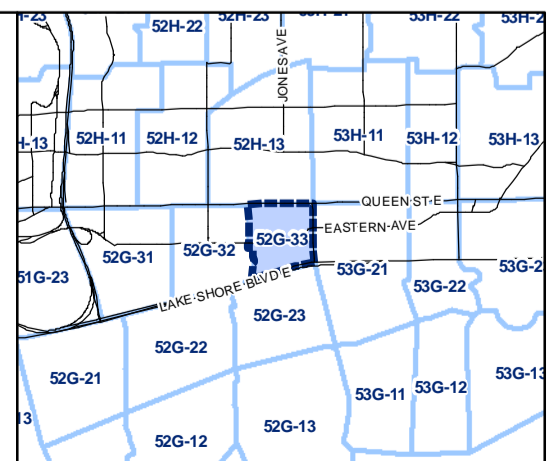 52H-22
52H-23
53H-22
JONES AVE
52H-11
52H-12
52H-13
53H-11
53H-12
53H-13
H-13
QUEEN ST E
EASTERN AVE
52G-31
52G-32
52G-33
51G-23
53G-21
53G-22
LAKE SHORE BLVD E
52G-23
52G-22
52G-21
53G-11
53G-12
53G-13
13
52G-12
52G-13